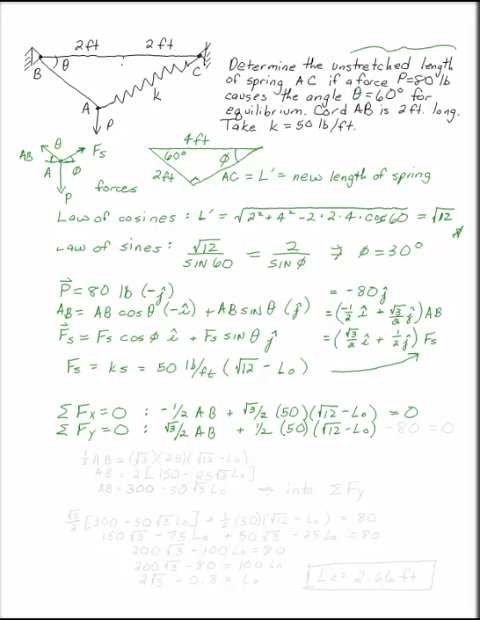 2ft 2ft
B θ C
A k
P
Determine the unstretched length
of spring AC if a force P=80 lb
causes the angle θ=60° for
equilibrium. Cord AB is 2ft. long.
Take k = 50 lb/ft.
AB θ Fs
A φ
P
forces
4ft
60° φ
2ft
AC = L' = new length of spring
Law of cosines : L' = √(2² + 4² - 2·2·4·cos60) = √12
Law of sines : √12/sin 60 = 2/sin φ ⇒ φ = 30°
P⃗ = 80 lb (-ĵ) = -80ĵ
AB = AB cos θ (-î) + AB sin θ (ĵ) = (-1/2 î + √3/2 ĵ) AB
F⃗s = Fs cos φ î + Fs sin θ ĵ = (√3/2 î + 1/2 ĵ) Fs
Fs = ks = 50 lb/ft (√12 - Lo)
ΣFx = 0 : -1/2 AB + √3/2 (50)(√12 - Lo) = 0
ΣFy = 0 : √3/2 AB + 1/2 (50)(√12 - Lo) - 80 = 0
1/2 AB = (√3)(25)(√12 - Lo)
AB = 2[150 - 25√3 Lo]
AB = 300 - 50√3 Lo → into ΣFy
√3/2 [300 - 50√3 Lo] + 1/2 (50)(√12 - Lo) = 80
150√3 - 75 Lo + 50√3 - 25 Lo = 80
200√3 - 100 Lo = 80
200√3 - 80 = 100 Lo
2√3 - 0.8 = Lo
Lo = 2.66 ft